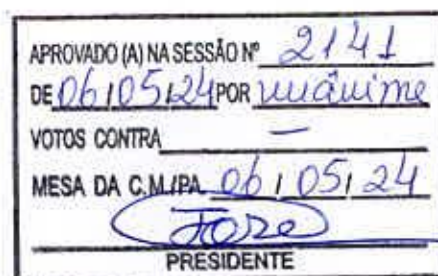 APROVADO (A) NA SESSÃO Nº 2141
DE 06/05/24 POR unânime
VOTOS CONTRA —
MESA DA C.M./PA 06/05/24
PRESIDENTE